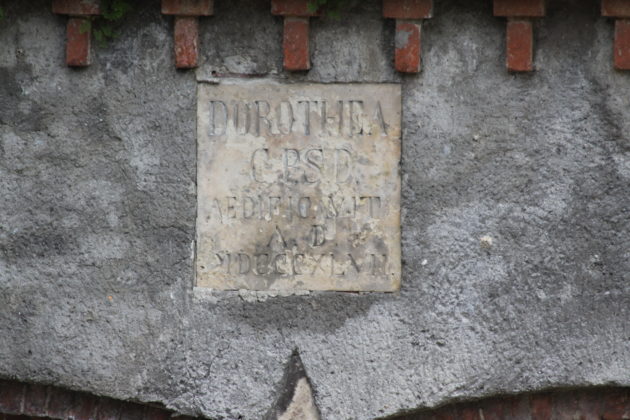 DOROTHEA
C PS D
AEDIFICAVIT
A D
MDCCCXLVII